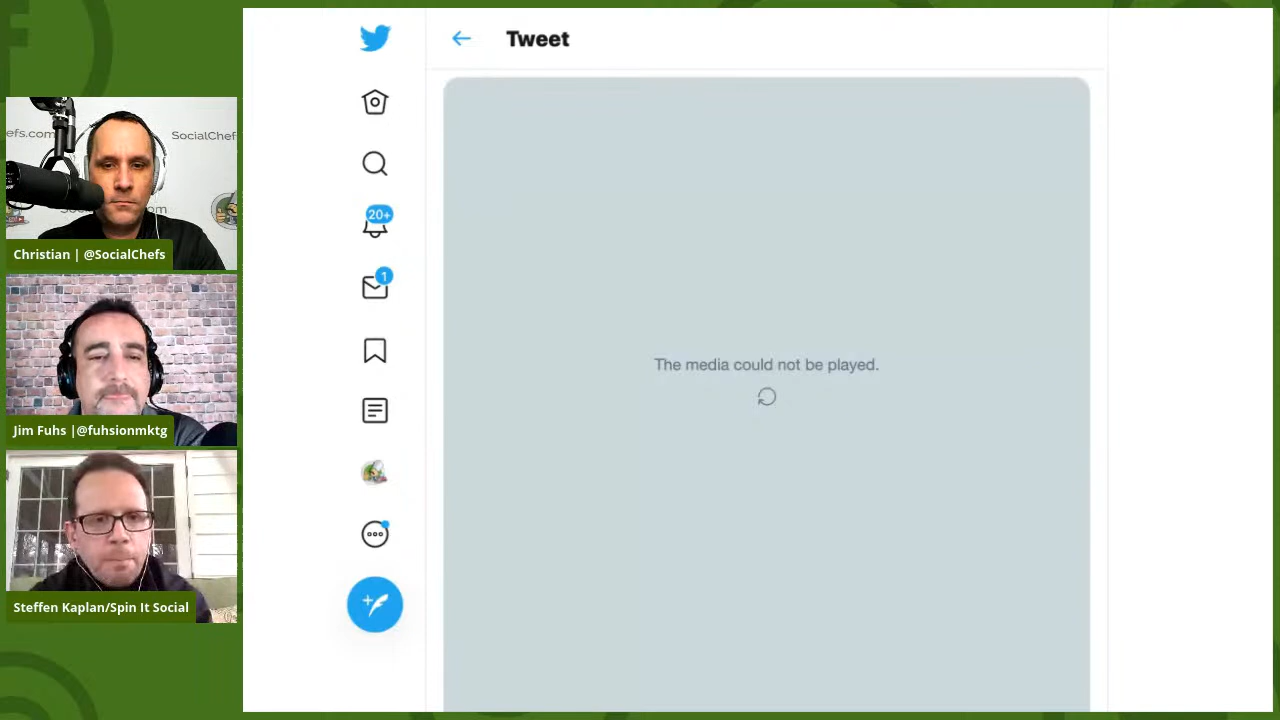 efs.com
SocialChef
Christian | @SocialChefs
Jim Fuhs |@fuhsionmktg
Steffen Kaplan/Spin It Social
Tweet
20+
1
The media could not be played.